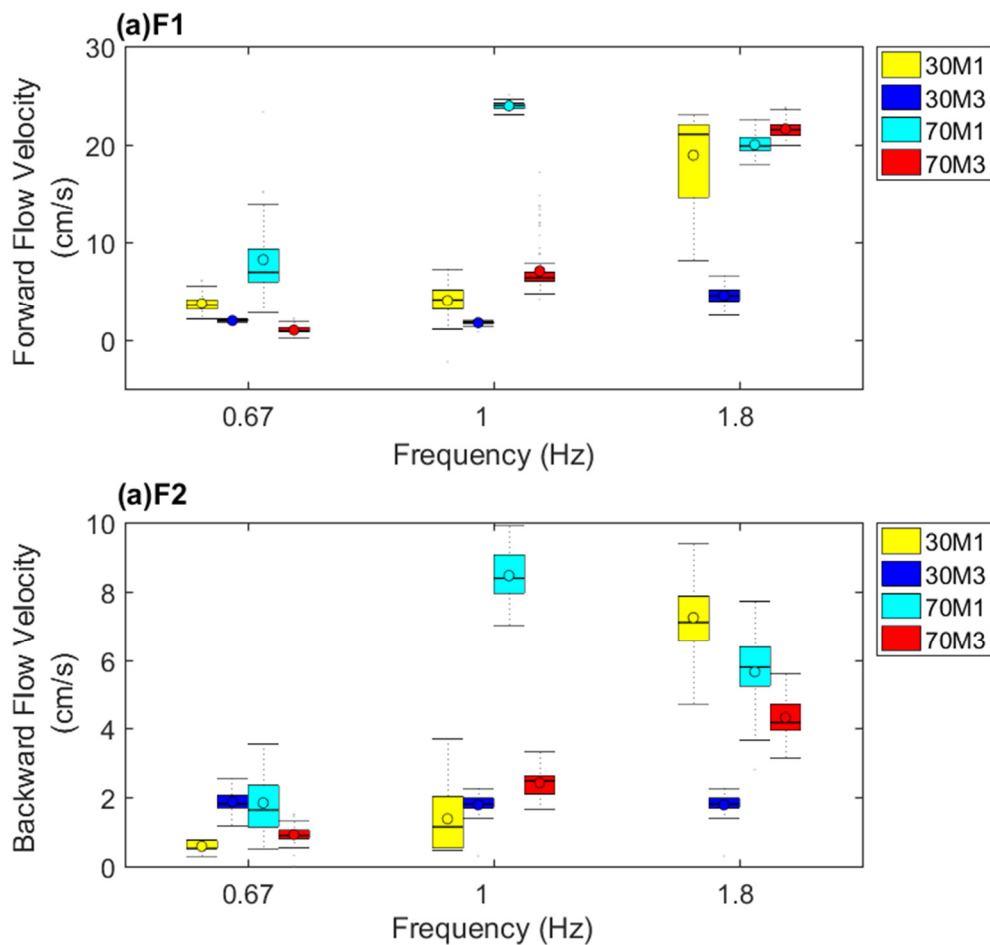 (a)F1
Forward Flow Velocity
(cm/s)
30
20
10
0
0.67
1
1.8
Frequency (Hz)
30M1
30M3
70M1
70M3
(a)F2
Backward Flow Velocity
(cm/s)
10
8
6
4
2
0
0.67
1
1.8
Frequency (Hz)
30M1
30M3
70M1
70M3